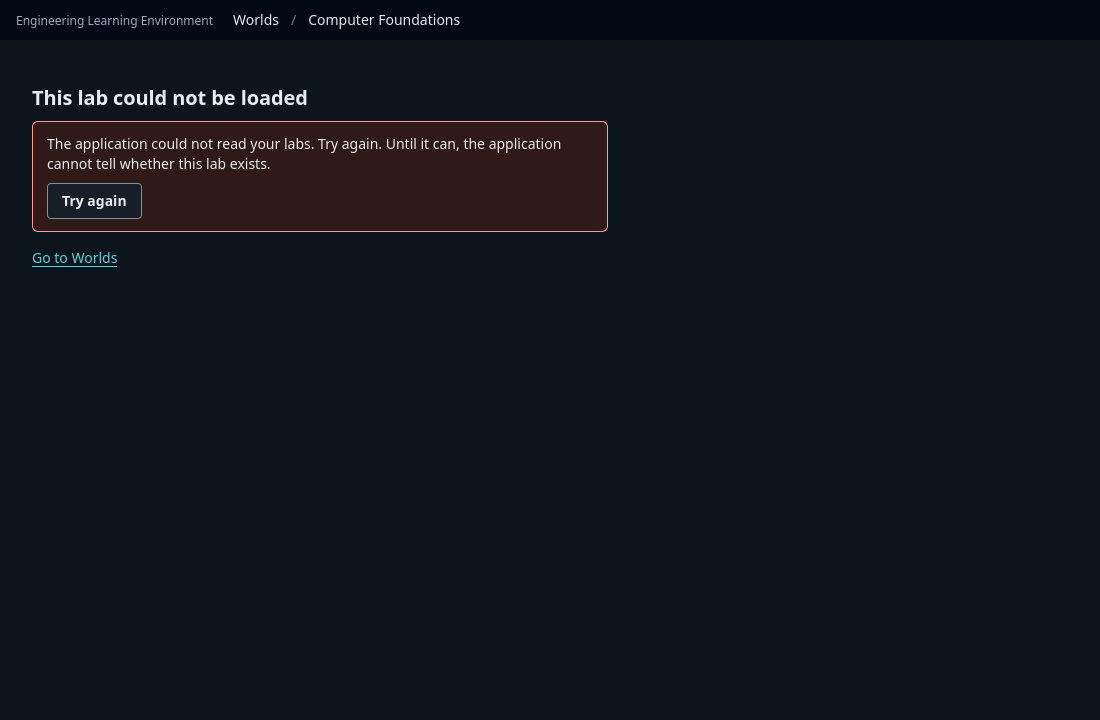 Engineering Learning Environment Worlds / Computer Foundations
This lab could not be loaded
The application could not read your labs. Try again. Until it can, the application
cannot tell whether this lab exists.
Try again
Go to Worlds